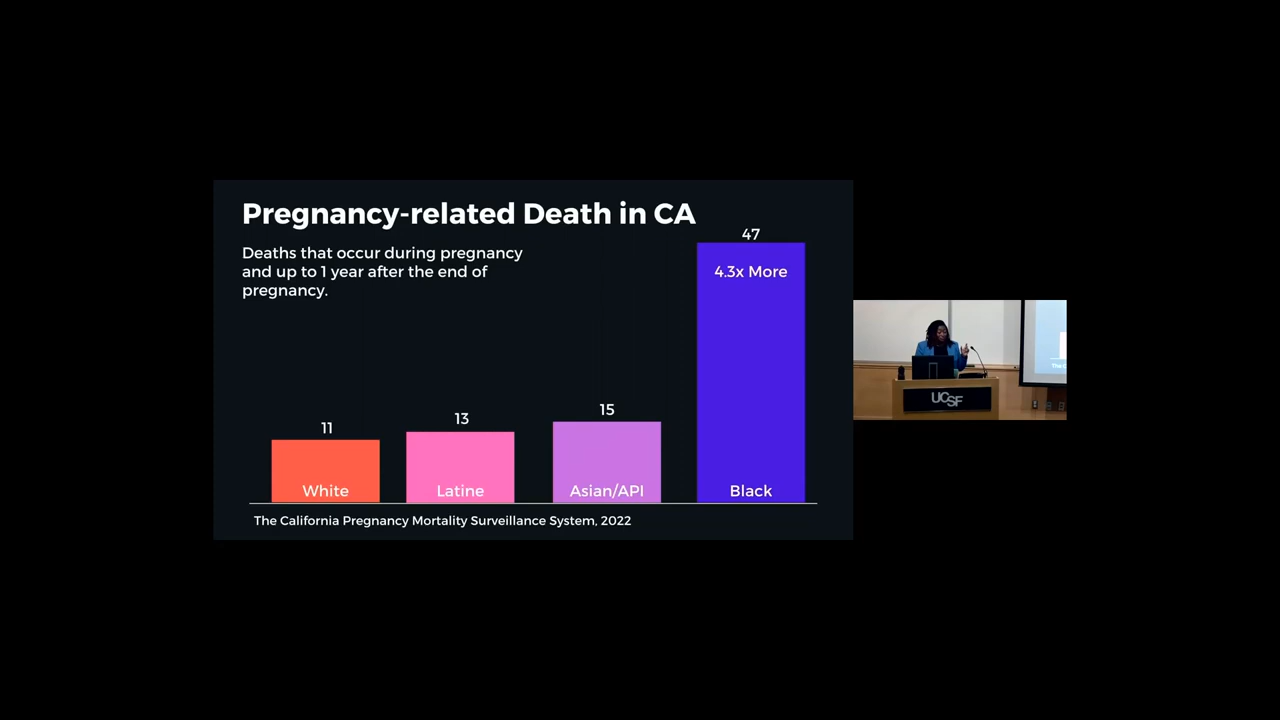 Pregnancy-related Death in CA
Deaths that occur during pregnancy
and up to 1 year after the end of
pregnancy.
47
4.3x More
15
13
11
White
Latine
Asian/API
Black
The California Pregnancy Mortality Surveillance System, 2022
UCSF